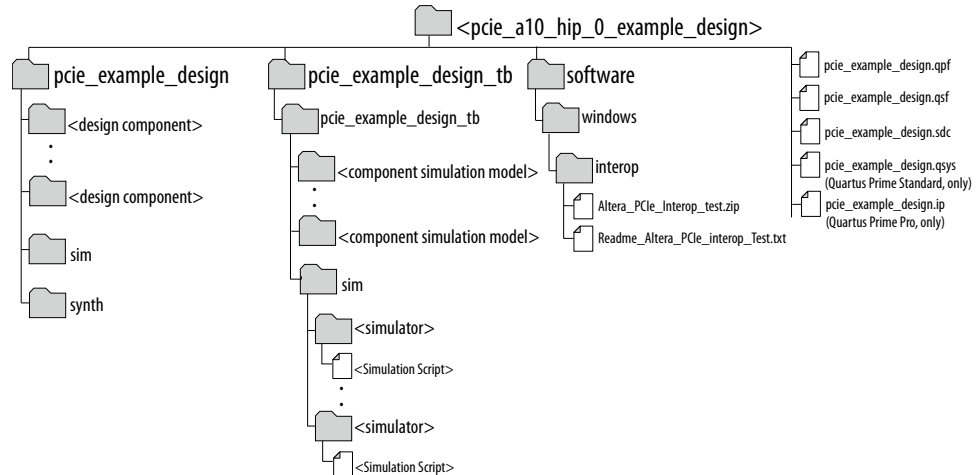 <pcie_a10_hip_0_example_design>
pcie_example_design
<design component>
<design component>
sim
synth
pcie_example_design_tb
pcie_example_design_tb
<component simulation model>
<component simulation model>
sim
<simulator>
<Simulation Script>
<simulator>
<Simulation Script>
software
windows
interop
Altera_PCIe_Interop_test.zip
Readme_Altera_PCIe_interop_Test.txt
pcie_example_design.qpf
pcie_example_design.qsf
pcie_example_design.sdc
pcie_example_design.qsys
(Quartus Prime Standard, only)
pcie_example_design.ip
(Quartus Prime Pro, only)